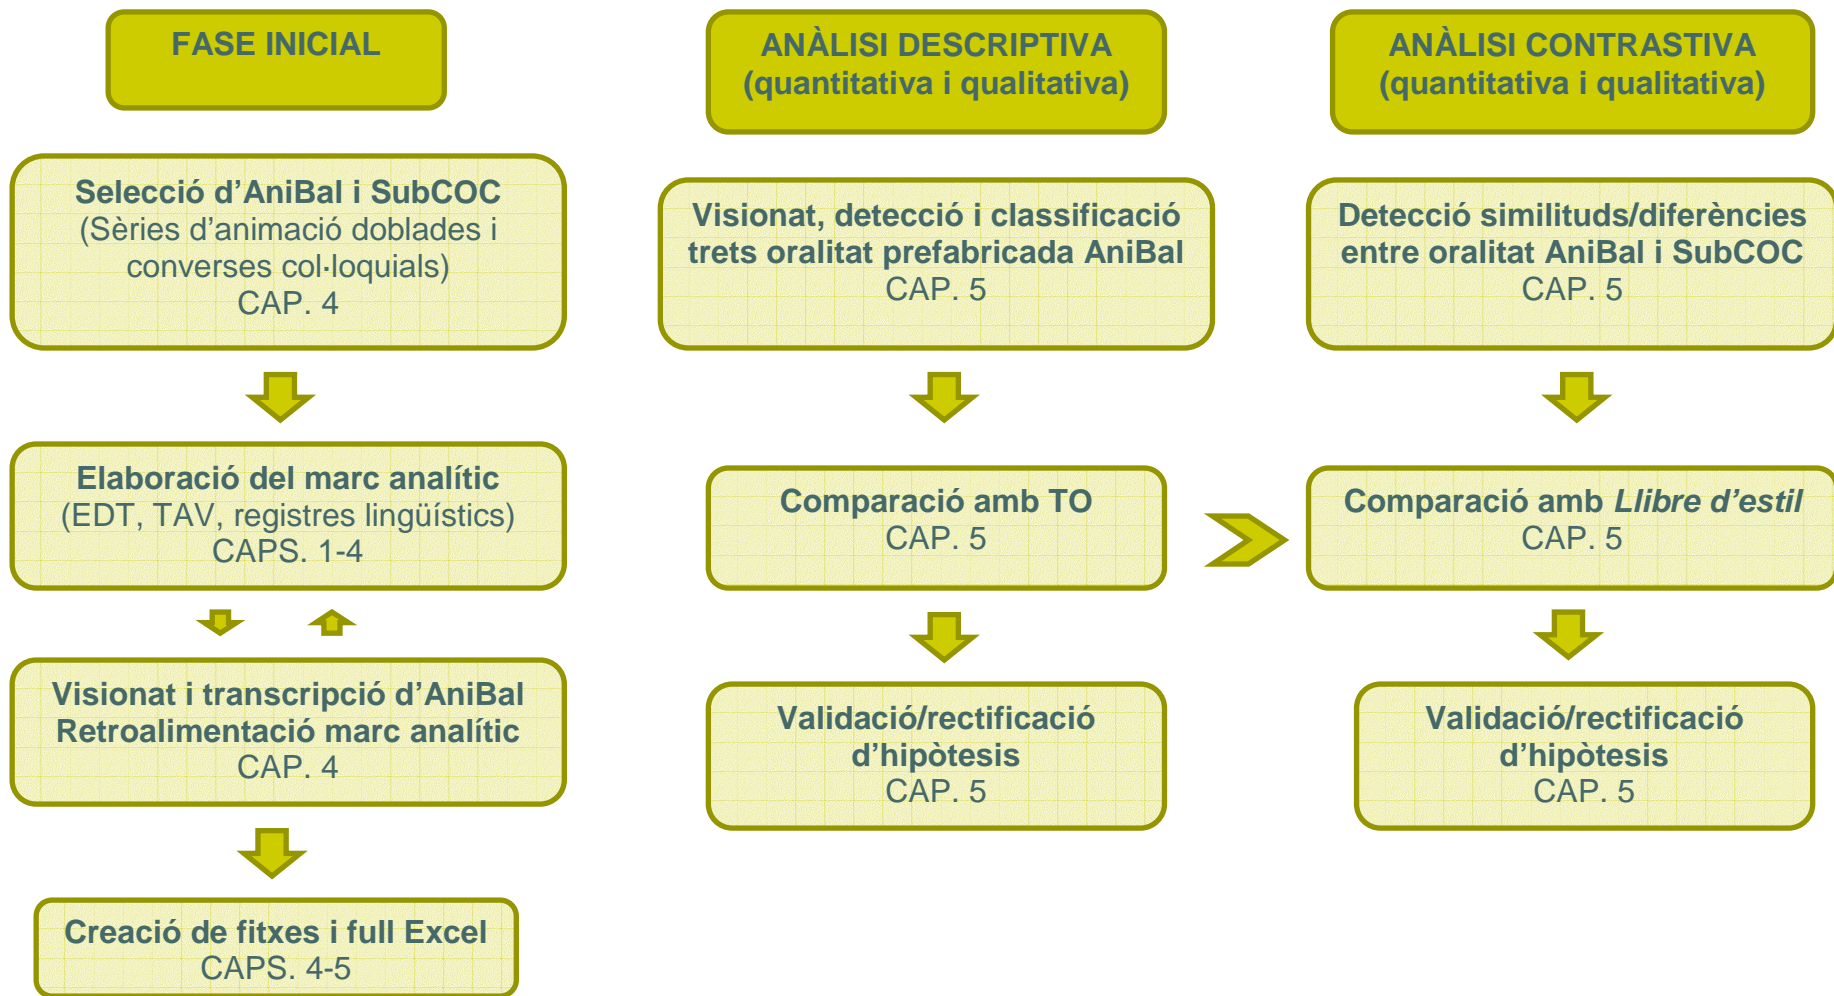 FASE INICIAL
Selecció d’AniBal i SubCOC
(Sèries d’animació doblades i
converses col·loquials)
CAP. 4
Elaboració del marc analític
(EDT, TAV, registres lingüístics)
CAPS. 1-4
Visionat i transcripció d’AniBal
Retroalimentació marc analític
CAP. 4
Creació de fitxes i full Excel
CAPS. 4-5
ANÀLISI DESCRIPTIVA
(quantitativa i qualitativa)
Visionat, detecció i classificació
trets oralitat prefabricada AniBal
CAP. 5
Comparació amb TO
CAP. 5
Validació/rectificació
d’hipòtesis
CAP. 5
ANÀLISI CONTRASTIVA
(quantitativa i qualitativa)
Detecció similituds/diferències
entre oralitat AniBal i SubCOC
CAP. 5
Comparació amb Llibre d’estil
CAP. 5
Validació/rectificació
d’hipòtesis
CAP. 5